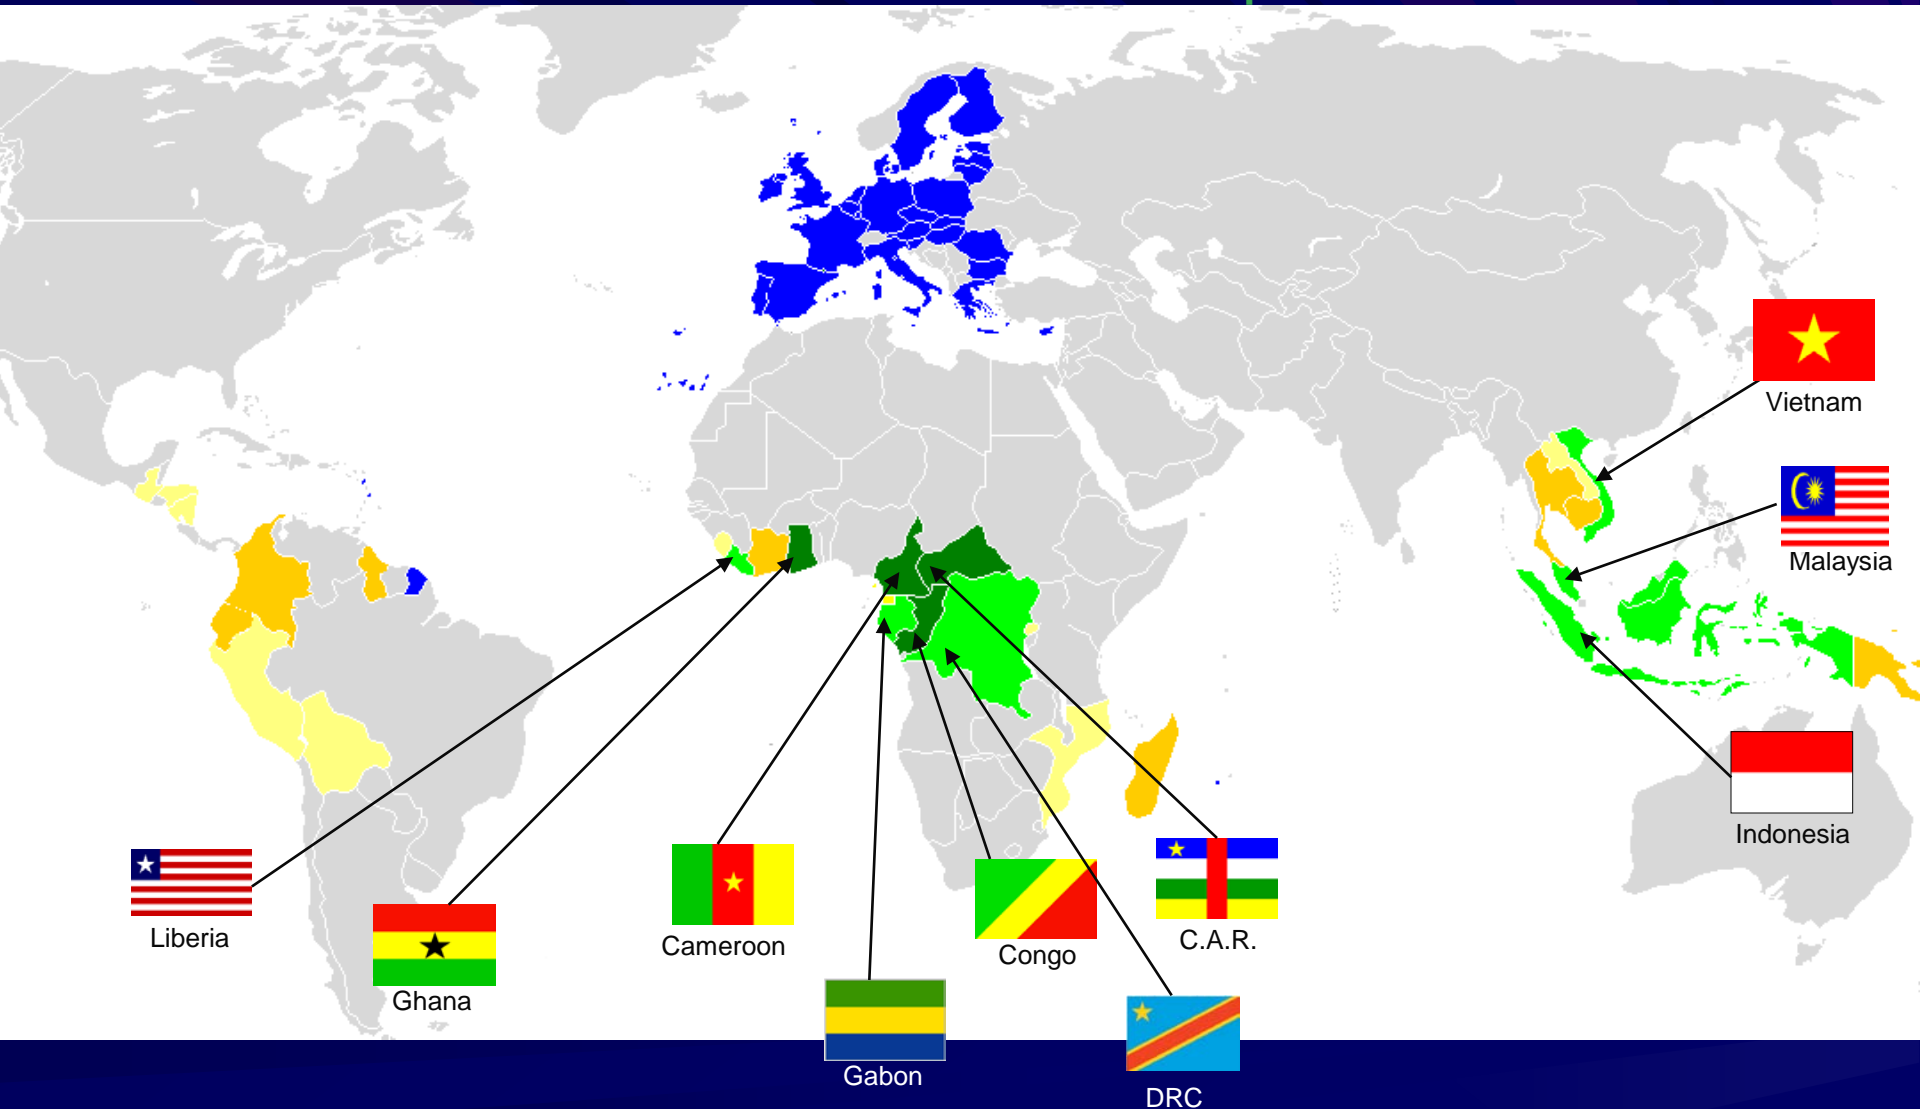 Vietnam
Malaysia
Indonesia
Liberia
Ghana
Cameroon
Congo
C.A.R.
Gabon
DRC